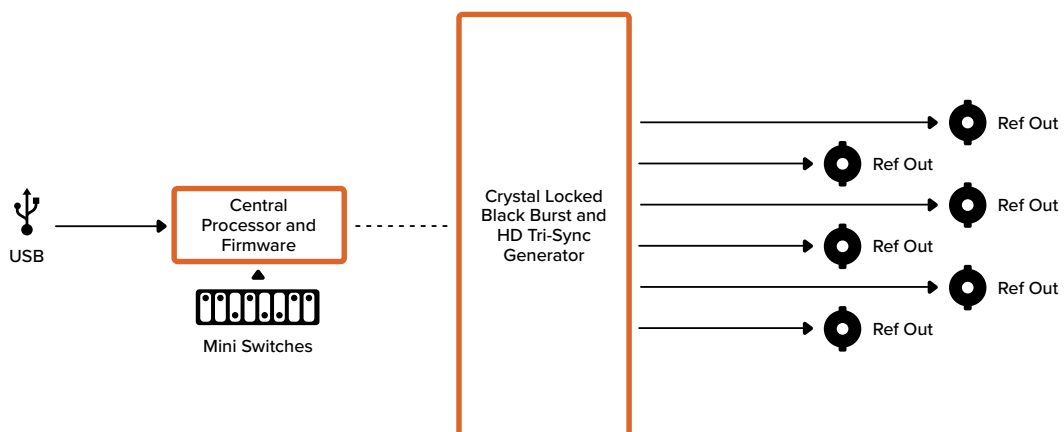 USB
Central
Processor and
Firmware
Mini Switches
Crystal Locked
Black Burst and
HD Tri-Sync
Generator
Ref Out
Ref Out
Ref Out
Ref Out
Ref Out
Ref Out